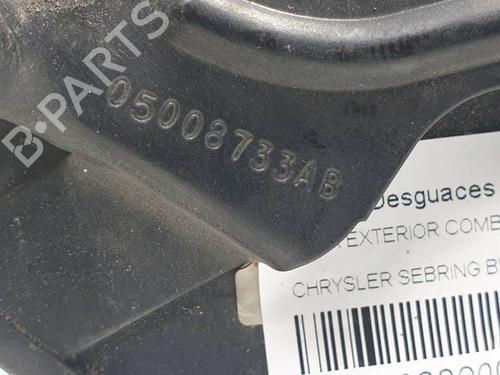 B-PARTS
05008733AB
Desguaces
EXTERIOR COMB
CHRYSLER SEBRING B